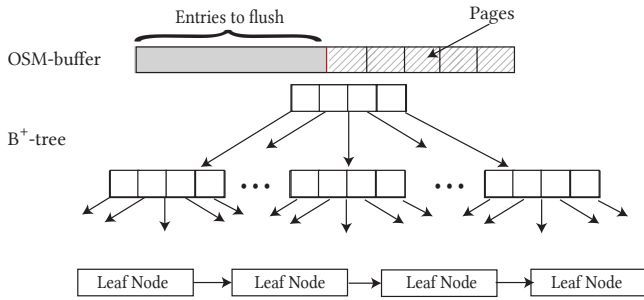 Entries to flush
Pages
OSM-buffer
B⁺-tree
Leaf Node
Leaf Node
Leaf Node
Leaf Node